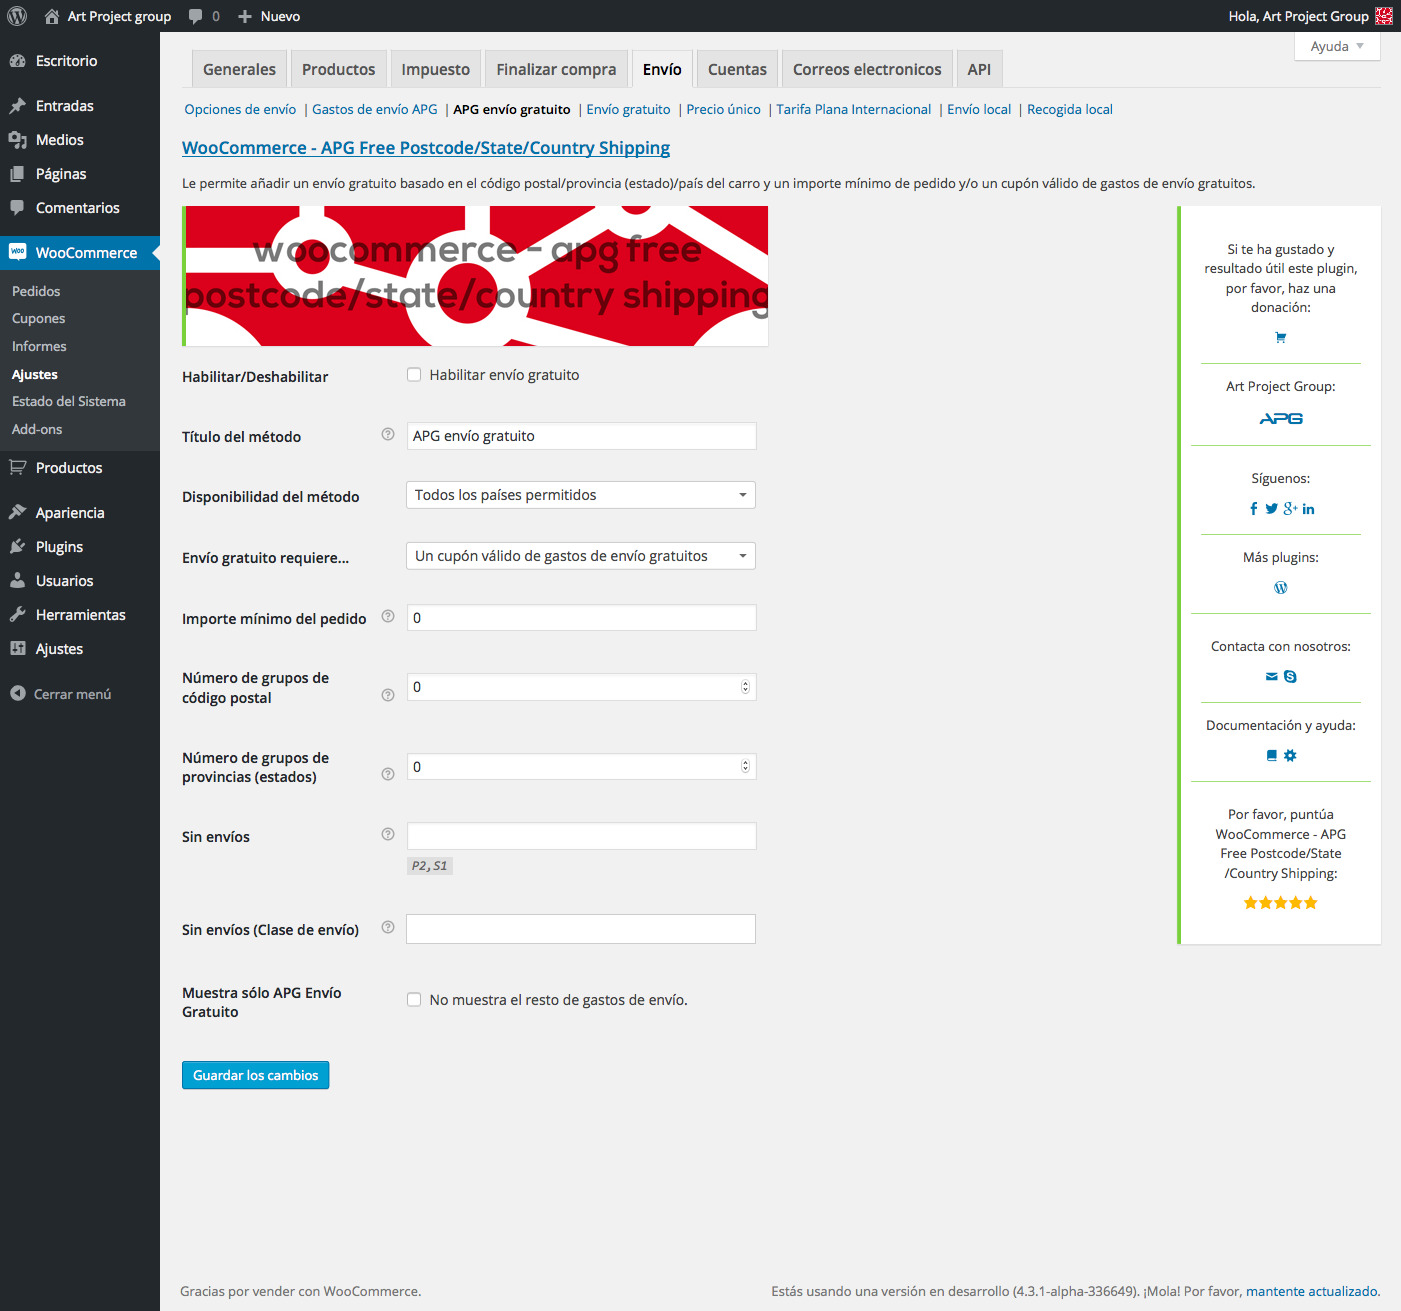 Art Project group 0 Nuevo Hola, Art Project Group
Ayuda
Escritorio
Entradas
Medios
Páginas
Comentarios
WooCommerce
Pedidos
Cupones
Informes
Ajustes
Estado del Sistema
Add-ons
Productos
Apariencia
Plugins
Usuarios
Herramientas
Ajustes
Cerrar menú
Generales Productos Impuesto Finalizar compra Envío Cuentas Correos electronicos API
Opciones de envío | Gastos de envío APG | APG envío gratuito | Envío gratuito | Precio único | Tarifa Plana Internacional | Envío local | Recogida local
WooCommerce - APG Free Postcode/State/Country Shipping
Le permite añadir un envío gratuito basado en el código postal/provincia (estado)/país del carro y un importe mínimo de pedido y/o un cupón válido de gastos de envío gratuitos.
woocommerce - apg free
postcode/state/country shipping
Habilitar/Deshabilitar Habilitar envío gratuito
Título del método APG envío gratuito
Disponibilidad del método Todos los países permitidos
Envío gratuito requiere... Un cupón válido de gastos de envío gratuitos
Importe mínimo del pedido 0
Número de grupos de
código postal
0
Número de grupos de
provincias (estados)
0
Sin envíos
P2,S1
Sin envíos (Clase de envío)
Muestra sólo APG Envío
Gratuito
No muestra el resto de gastos de envío.
Guardar los cambios
Si te ha gustado y
resultado útil este plugin,
por favor, haz una
donación:
Art Project Group:
APG
Síguenos:
Más plugins:
Contacta con nosotros:
Documentación y ayuda:
Por favor, puntúa
WooCommerce - APG
Free Postcode/State
/Country Shipping:
Gracias por vender con WooCommerce.
Estás usando una versión en desarrollo (4.3.1-alpha-336649). ¡Mola! Por favor, mantente actualizado.